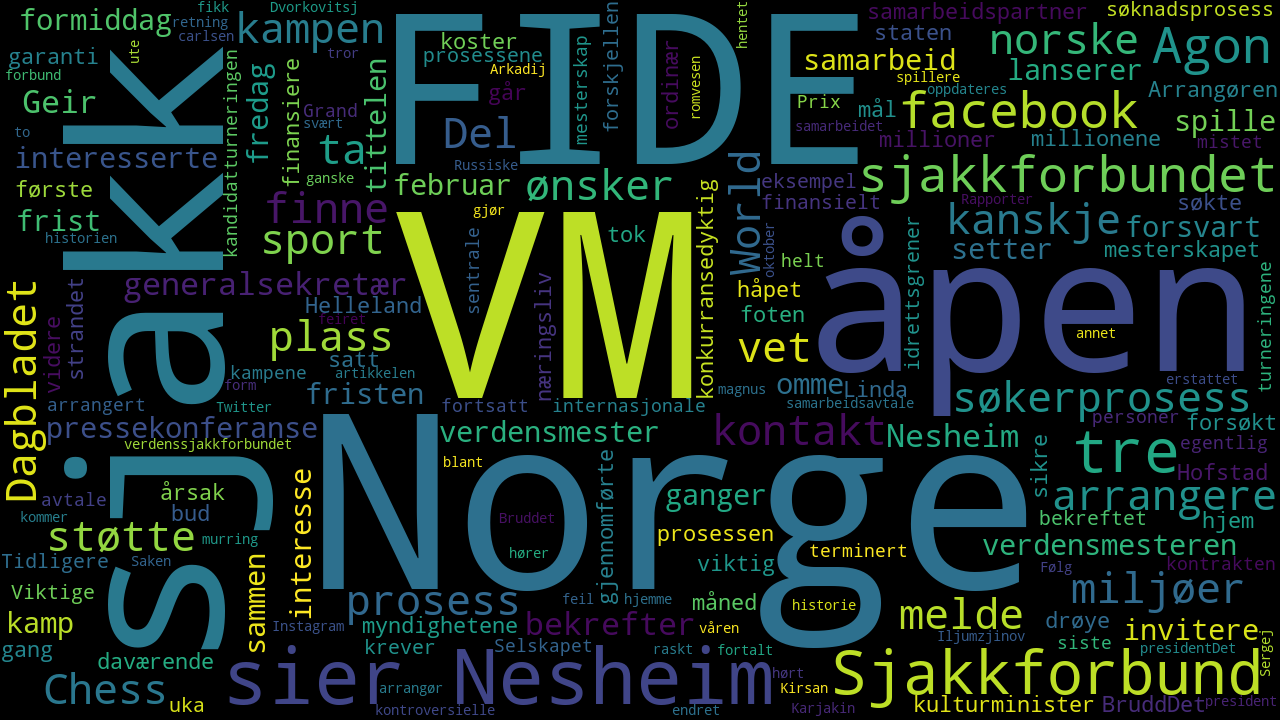 fikk
Dvorkovitsj
formiddag
retning
carlsen
kampen
FIDE
hentet
samarbeidspartner
søknadsprosess
staten
norske
Agon
garanti
ute
tror
koster
prosessene
Arkadij
samarbeid
lanserer
forbund
Geir
kandidatturneringen
fredag
finansiere
Grand
svært
tittelen
går
mesterskap
forskjellen
ordinær
romvesen
spillere
oppdateres
Arrangøren
Prix
mål
facebook
spille
to
interesserte
ta
Del
Russiske
samarbeidet
millioner
millionene
mistet
første
ganske
februar
ønsker
World
eksempel
finansielt
sjakkforbundet
Rapporter
søkte
frist
historien
finne
sport
gjør
tok
konkurransedyktig
oktober
helt
åpen
kanskje
forsvart
setter
mesterskapet
sjakk
generalsekretær
Helleland
feiret
sentrale
VM
næringsliv
håpet
foten
idrettsgrener
turneringene
Dagbladet
videre
strandet
plass
satt
artikkelen
vet
annet
kampene
form
fristen
magnus
omme
Linda
erstattet
arrangert
Twitter
fortsatt
internasjonale
samarbeidsavtale
søkerprosess
personer
forsøkt
pressekonferanse
verdenssjakkforbundet
verdensmester
kontakt
Nesheim
sikre
tre
egentlig
Hofstad
avtale
årsak
interesse
blant
Norge
gjennomførte
ganger
arrangere
kommer
bud
Bruddet
prosessen
terminert
bekreftet
hjem
støtte
murring
hører
verdensmesteren
Tidligere
Saken
sammen
viktig
Følg
kontrakten
Viktige
prosess
feil
hjemme
måned
historie
melde
miljøer
kamp
Instagram
myndighetene
bekrefter
våren
Iljumzjinov
drøye
invitere
gang
daværende
krever
Selskapet
raskt
fortalt
siste
presidentDet
sergej
Chess
uka
sier Nesheim
arrangør
kontroversielle
endret
hørt
Kirsan
Karjakin
Sjakkforbund
kulturminister
BruddDet
president